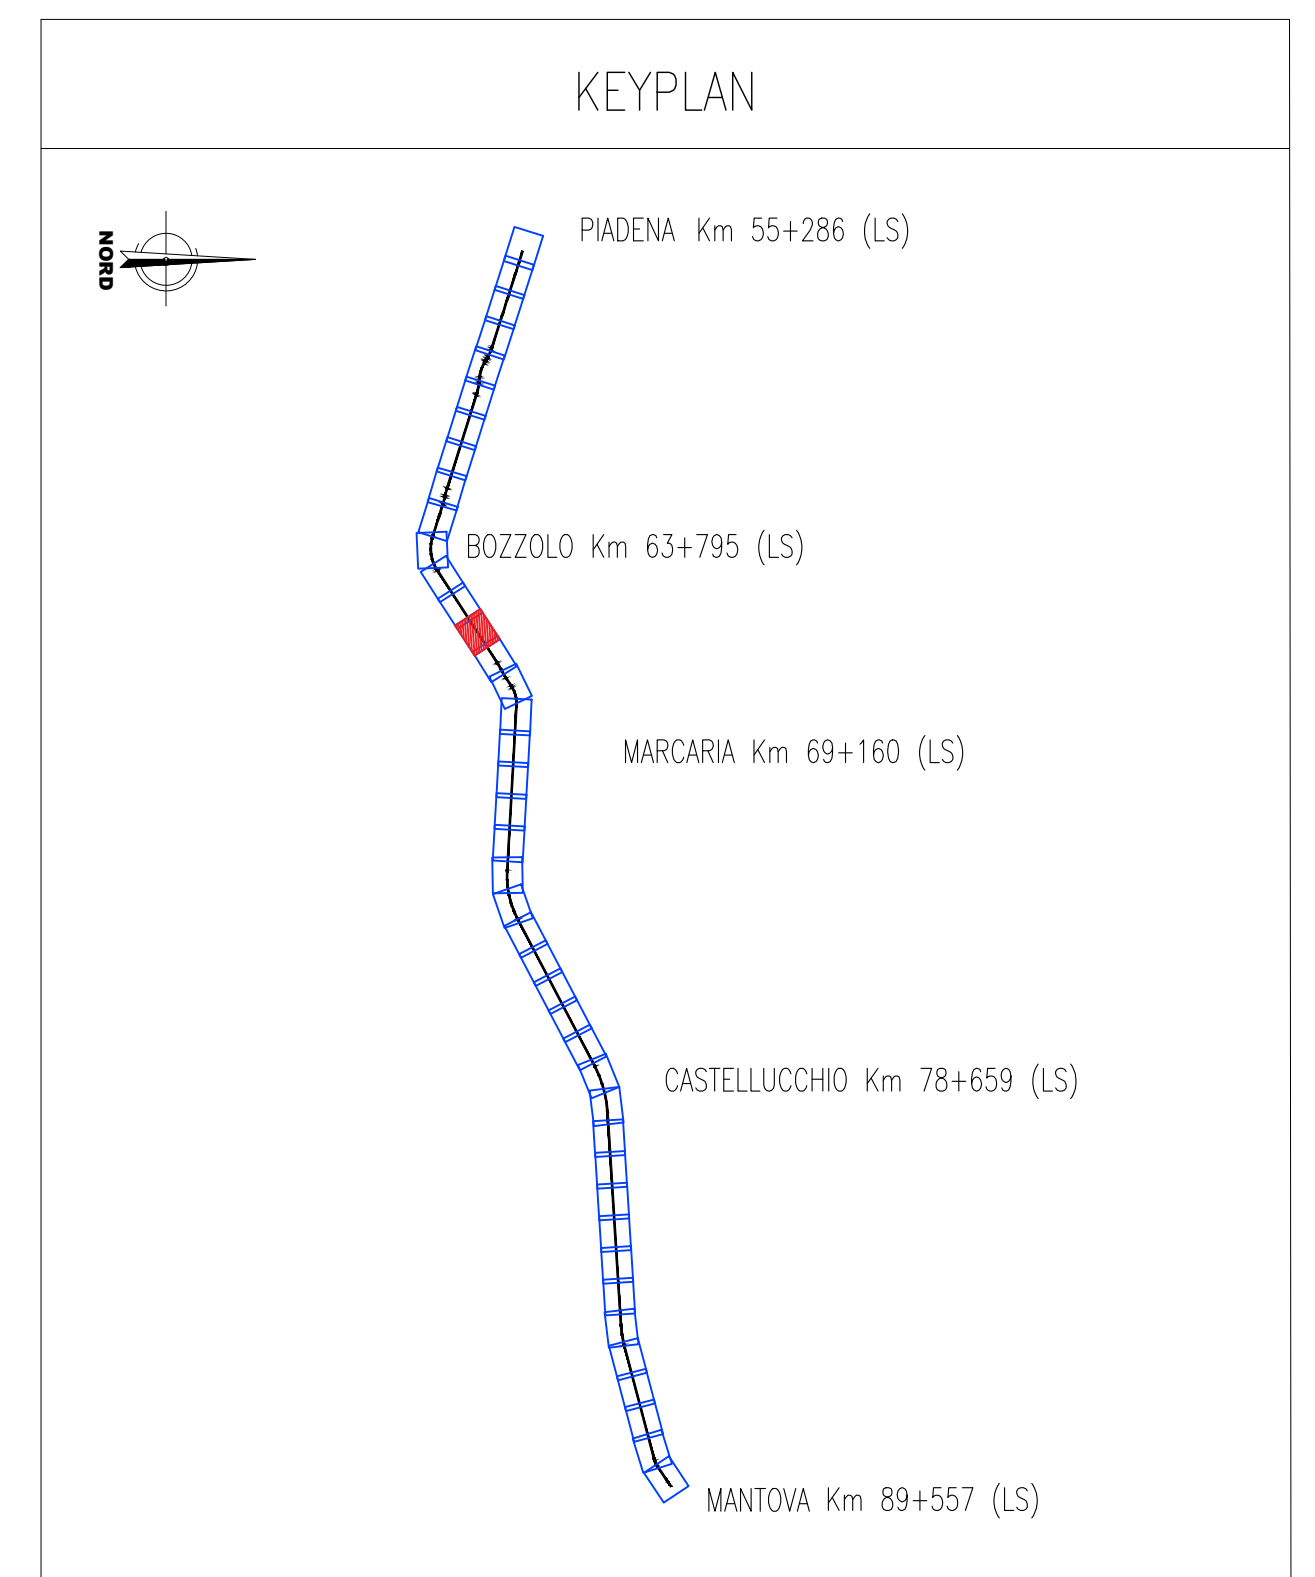 KEYPLAN
NORD
PIADENA Km 55+286 (LS)
BOZZOLO Km 63+795 (LS)
MARCARIA Km 69+160 (LS)
CASTELLUCCHIO Km 78+659 (LS)
MANTOVA Km 89+557 (LS)